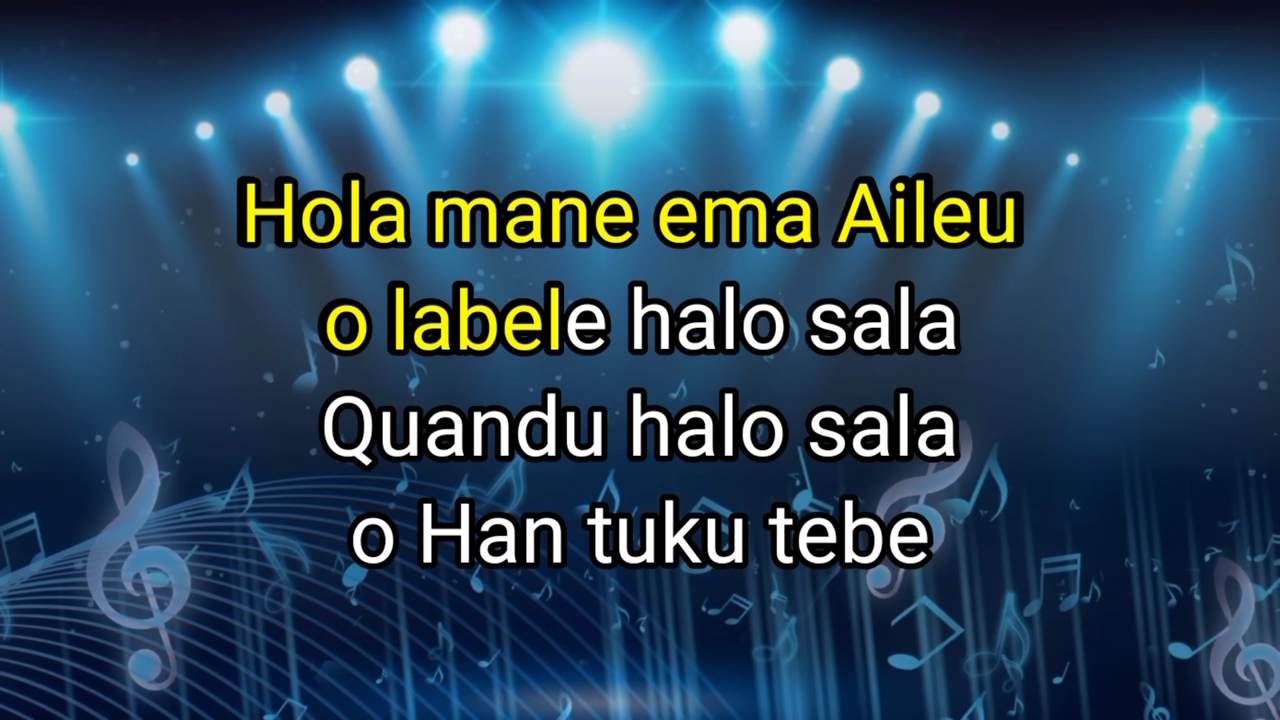 Hola mane ema Aileu
o labele halo sala
Quandu halo sala
o Han tuku tebe